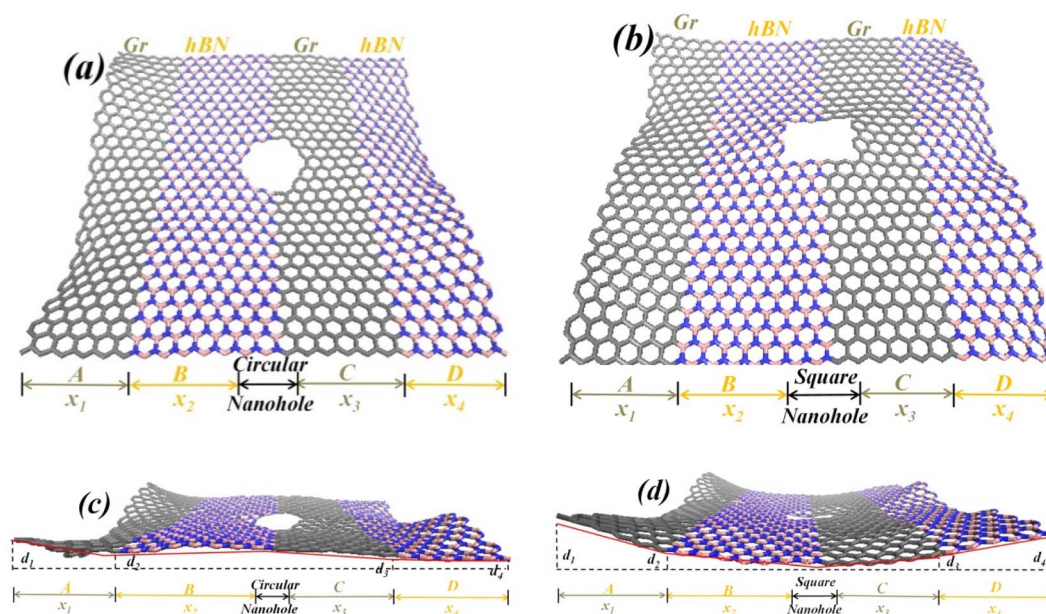 Gr hBN Gr hBN
(a)
A B Circular C D
x1 x2 Nanohole x3 x4
Gr hBN Gr hBN
(b)
A B Square C D
x1 x2 Nanohole x3 x4
(c)
d1 d2 d3 d4
A B Circular C D
x1 x2 Nanohole x3 x4
(d)
d1 d2 d3 d4
A B Square C D
x1 x2 Nanohole x3 x4